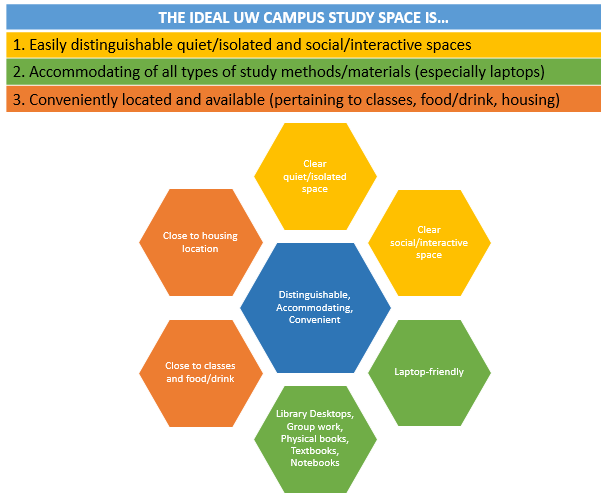 THE IDEAL UW CAMPUS STUDY SPACE IS...
1. Easily distinguishable quiet/isolated and social/interactive spaces
2. Accommodating of all types of study methods/materials (especially laptops)
3. Conveniently located and available (pertaining to classes, food/drink, housing)
Clear
quiet/isolated
space
Clear
social/interactive
space
Close to housing
location
Distinguishable,
Accommodating,
Convenient
Close to classes
and food/drink
Laptop-friendly
Library Desktops,
Group work,
Physical books,
Textbooks,
Notebooks